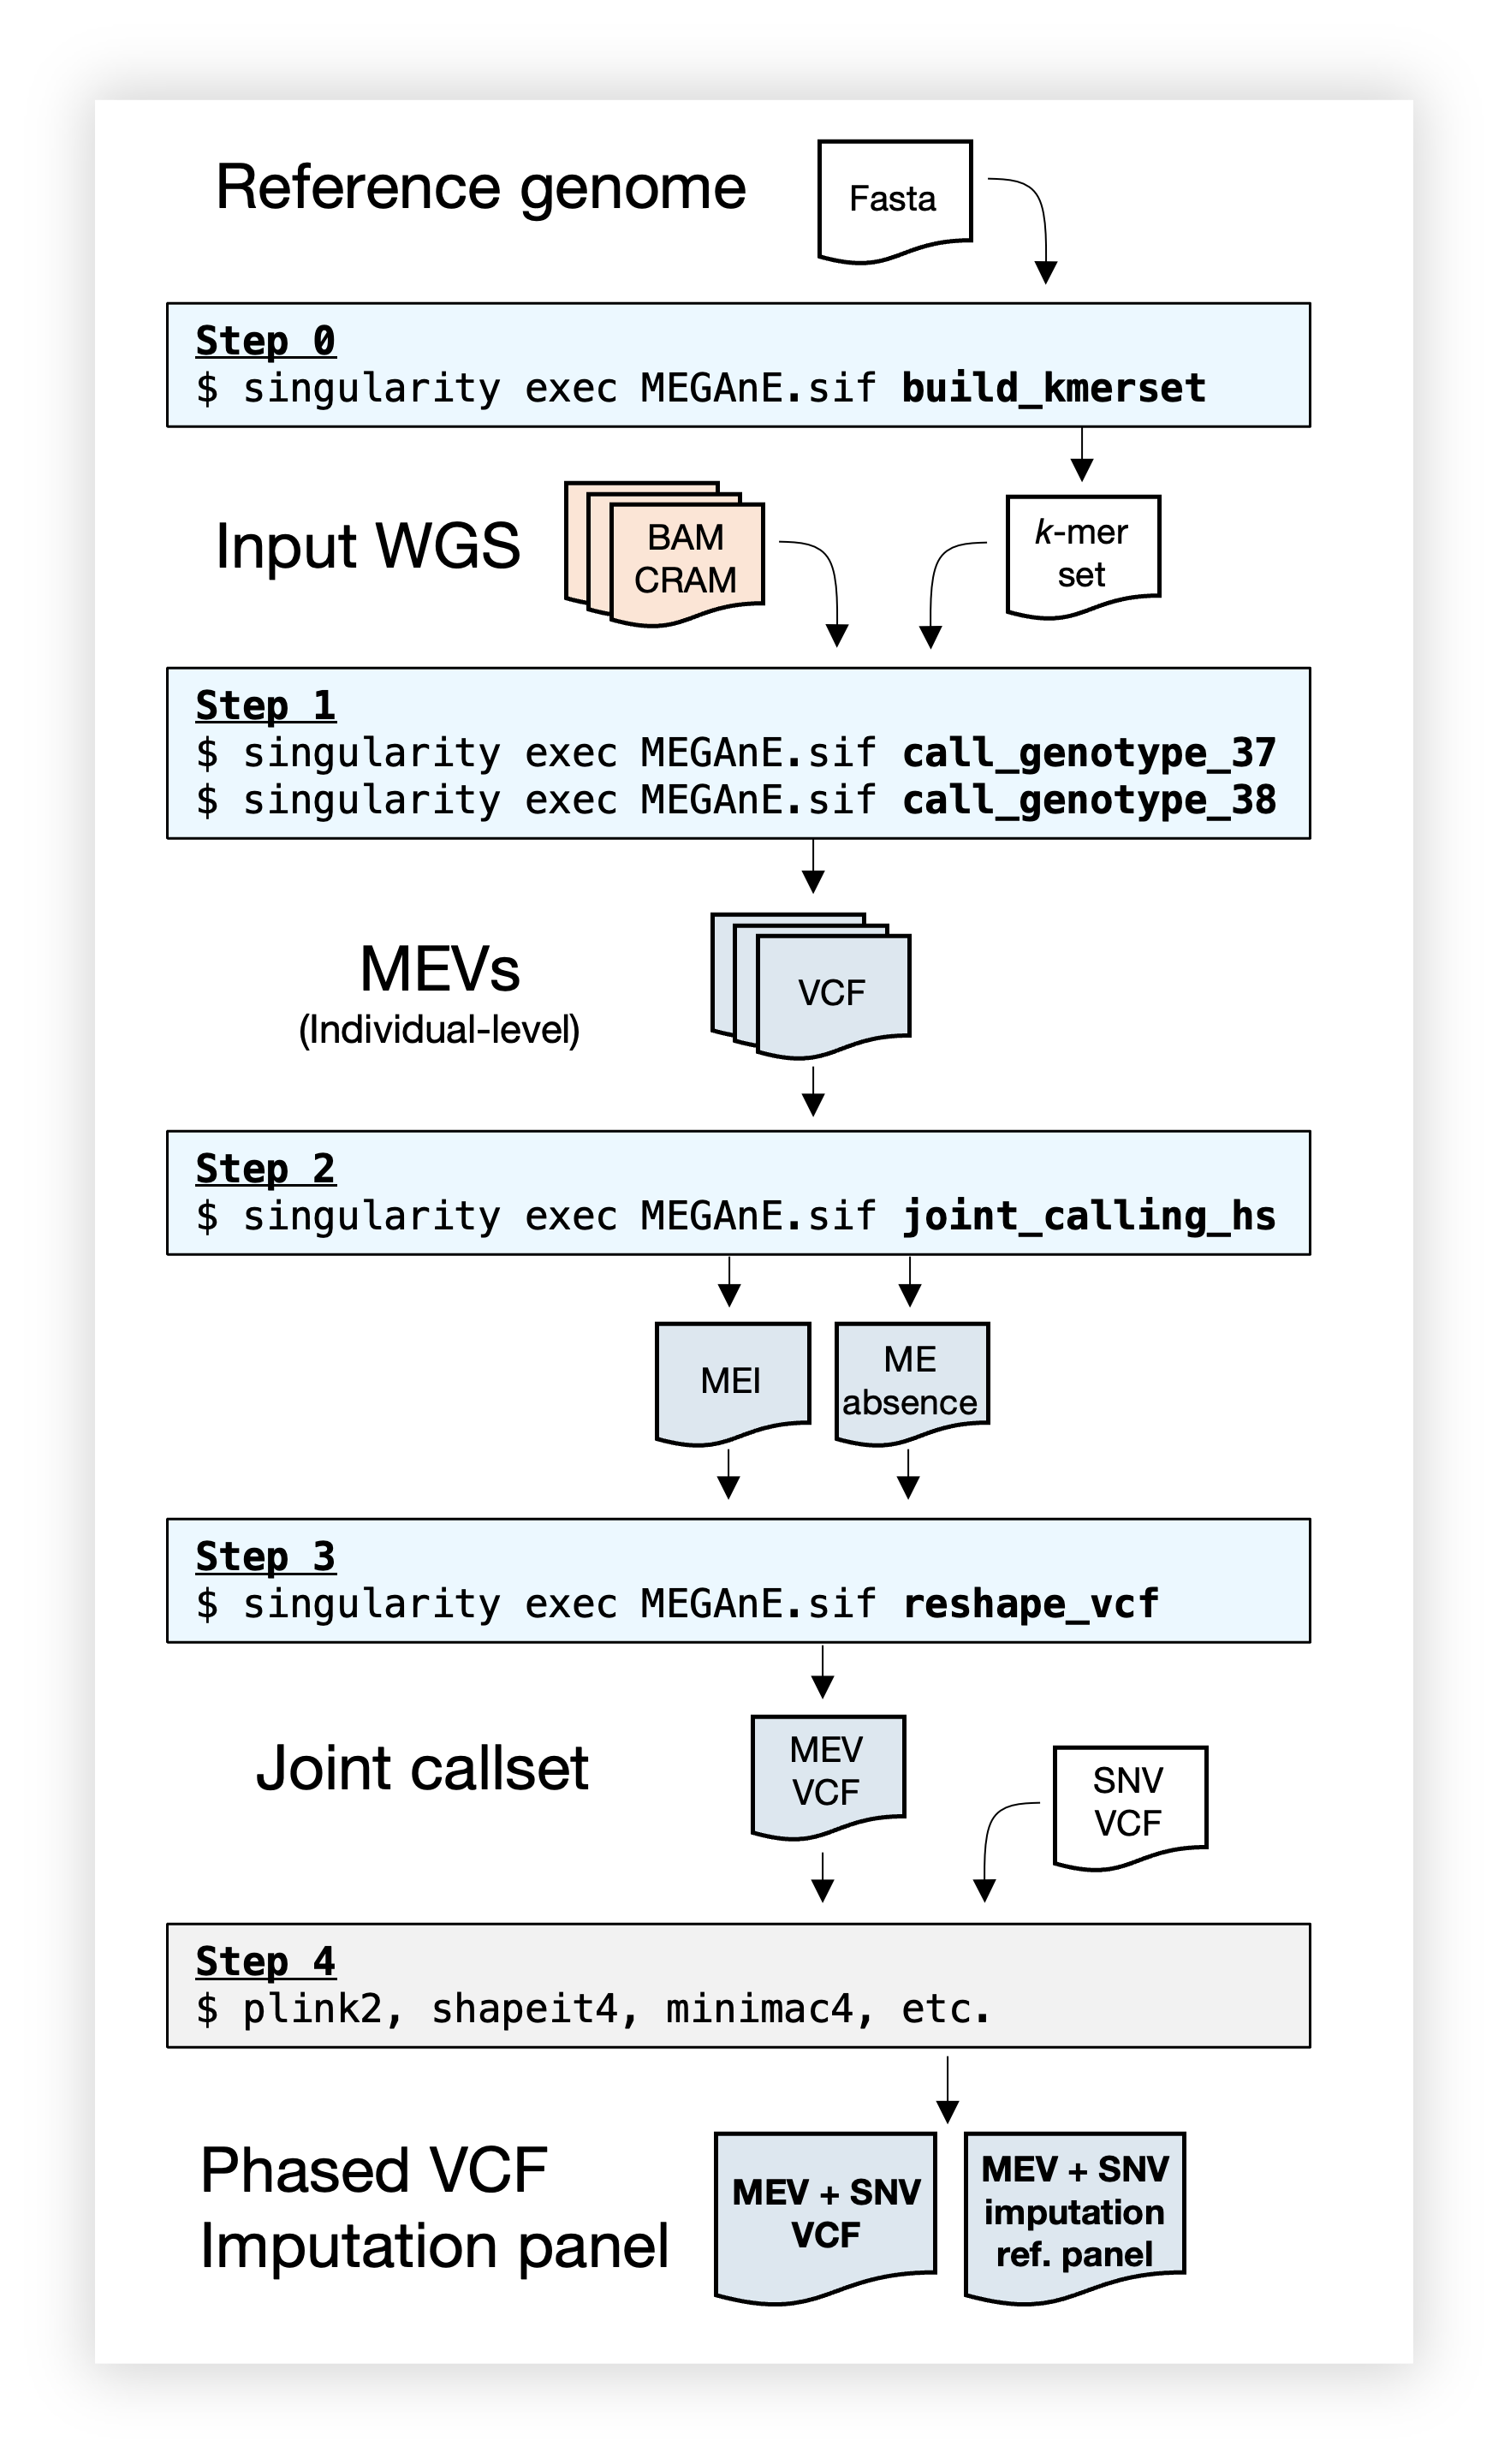 Reference genome
Fasta
Step 0
$ singularity exec MEGAnE.sif build_kmerset
Input WGS
BAM
CRAM
k-mer
set
Step 1
$ singularity exec MEGAnE.sif call_genotype_37
$ singularity exec MEGAnE.sif call_genotype_38
MEVs
(Individual-level)
VCF
Step 2
$ singularity exec MEGAnE.sif joint_calling_hs
MEI
ME
absence
Step 3
$ singularity exec MEGAnE.sif reshape_vcf
Joint callset
MEV
VCF
SNV
VCF
Step 4
$ plink2, shapeit4, minimac4, etc.
Phased VCF
Imputation panel
MEV + SNV
VCF
MEV + SNV
imputation
ref. panel